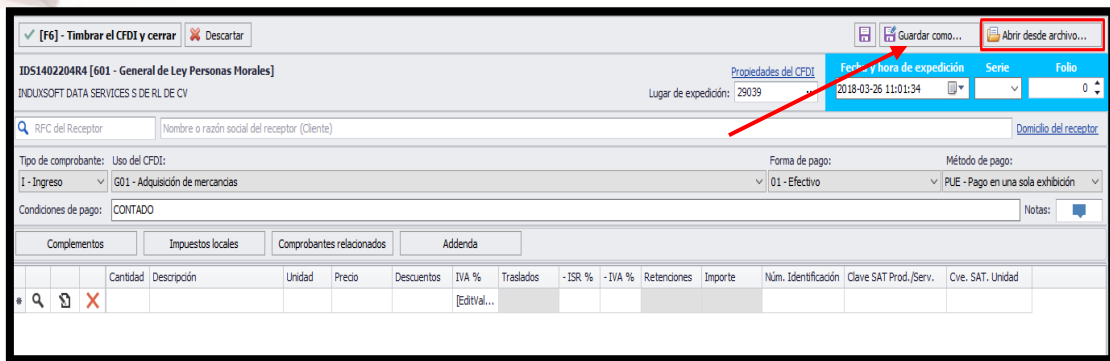 [F6] - Timbrar el CFDI y cerrar Descartar Guardar como... Abrir desde archivo...
IDS1402204R4 [601 - General de Ley Personas Morales] Propiedades del CFDI Fecha y hora de expedición Serie Folio
INDUXSOFT DATA SERVICES S DE RL DE CV Lugar de expedición: 29039 2018-03-26 11:01:34 0
RFC del Receptor Nombre o razón social del receptor (Cliente) Domicilio del receptor
Tipo de comprobante: Uso del CFDI: Forma de pago: Método de pago:
I - Ingreso G01 - Adquisición de mercancias 01 - Efectivo PUE - Pago en una sola exhibición
Condiciones de pago: CONTADO Notas:
Complementos Impuestos locales Comprobantes relacionados Addenda
Cantidad Descripción Unidad Precio Descuentos IVA % Traslados - ISR % - IVA % Retenciones Importe Núm. Identificación Clave SAT Prod./Serv. Cve. SAT. Unidad
* [EditVal...